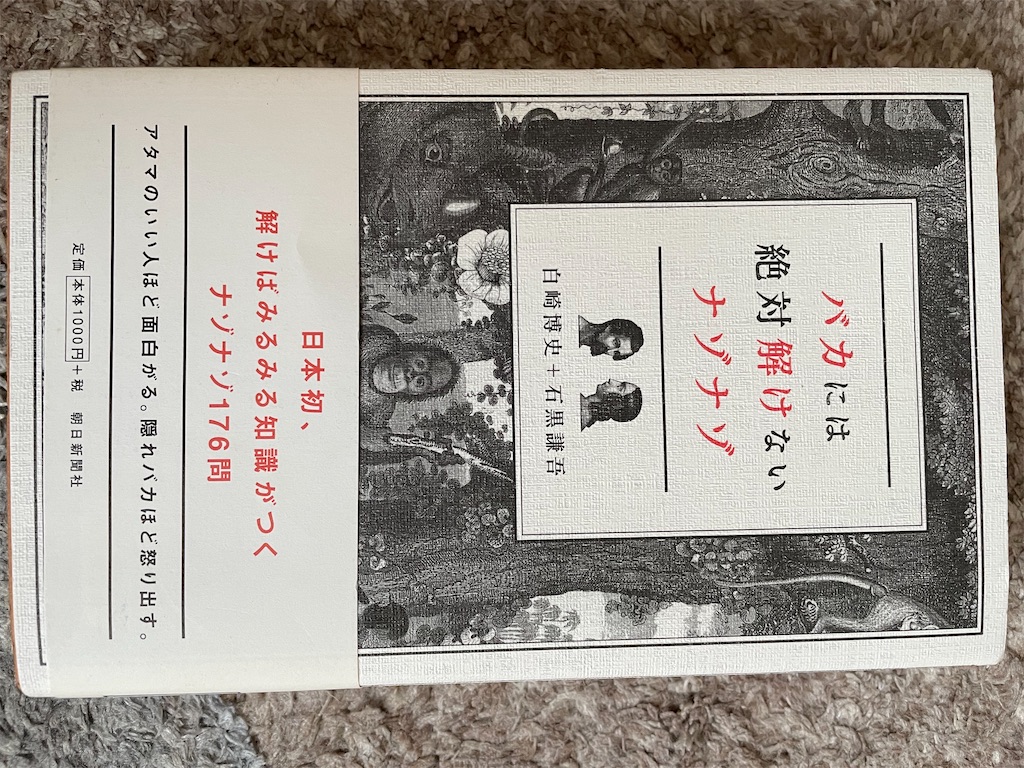 バカには
絶対解けない
ナゾナゾ
白崎博史+石黒謙吾
日本初、
解けばみるみる知識がつく
ナゾナゾ176問
アタマのいい人ほど面白がる。隠れバカほど怒り出す。
定価 本体1000円+税 朝日新聞社